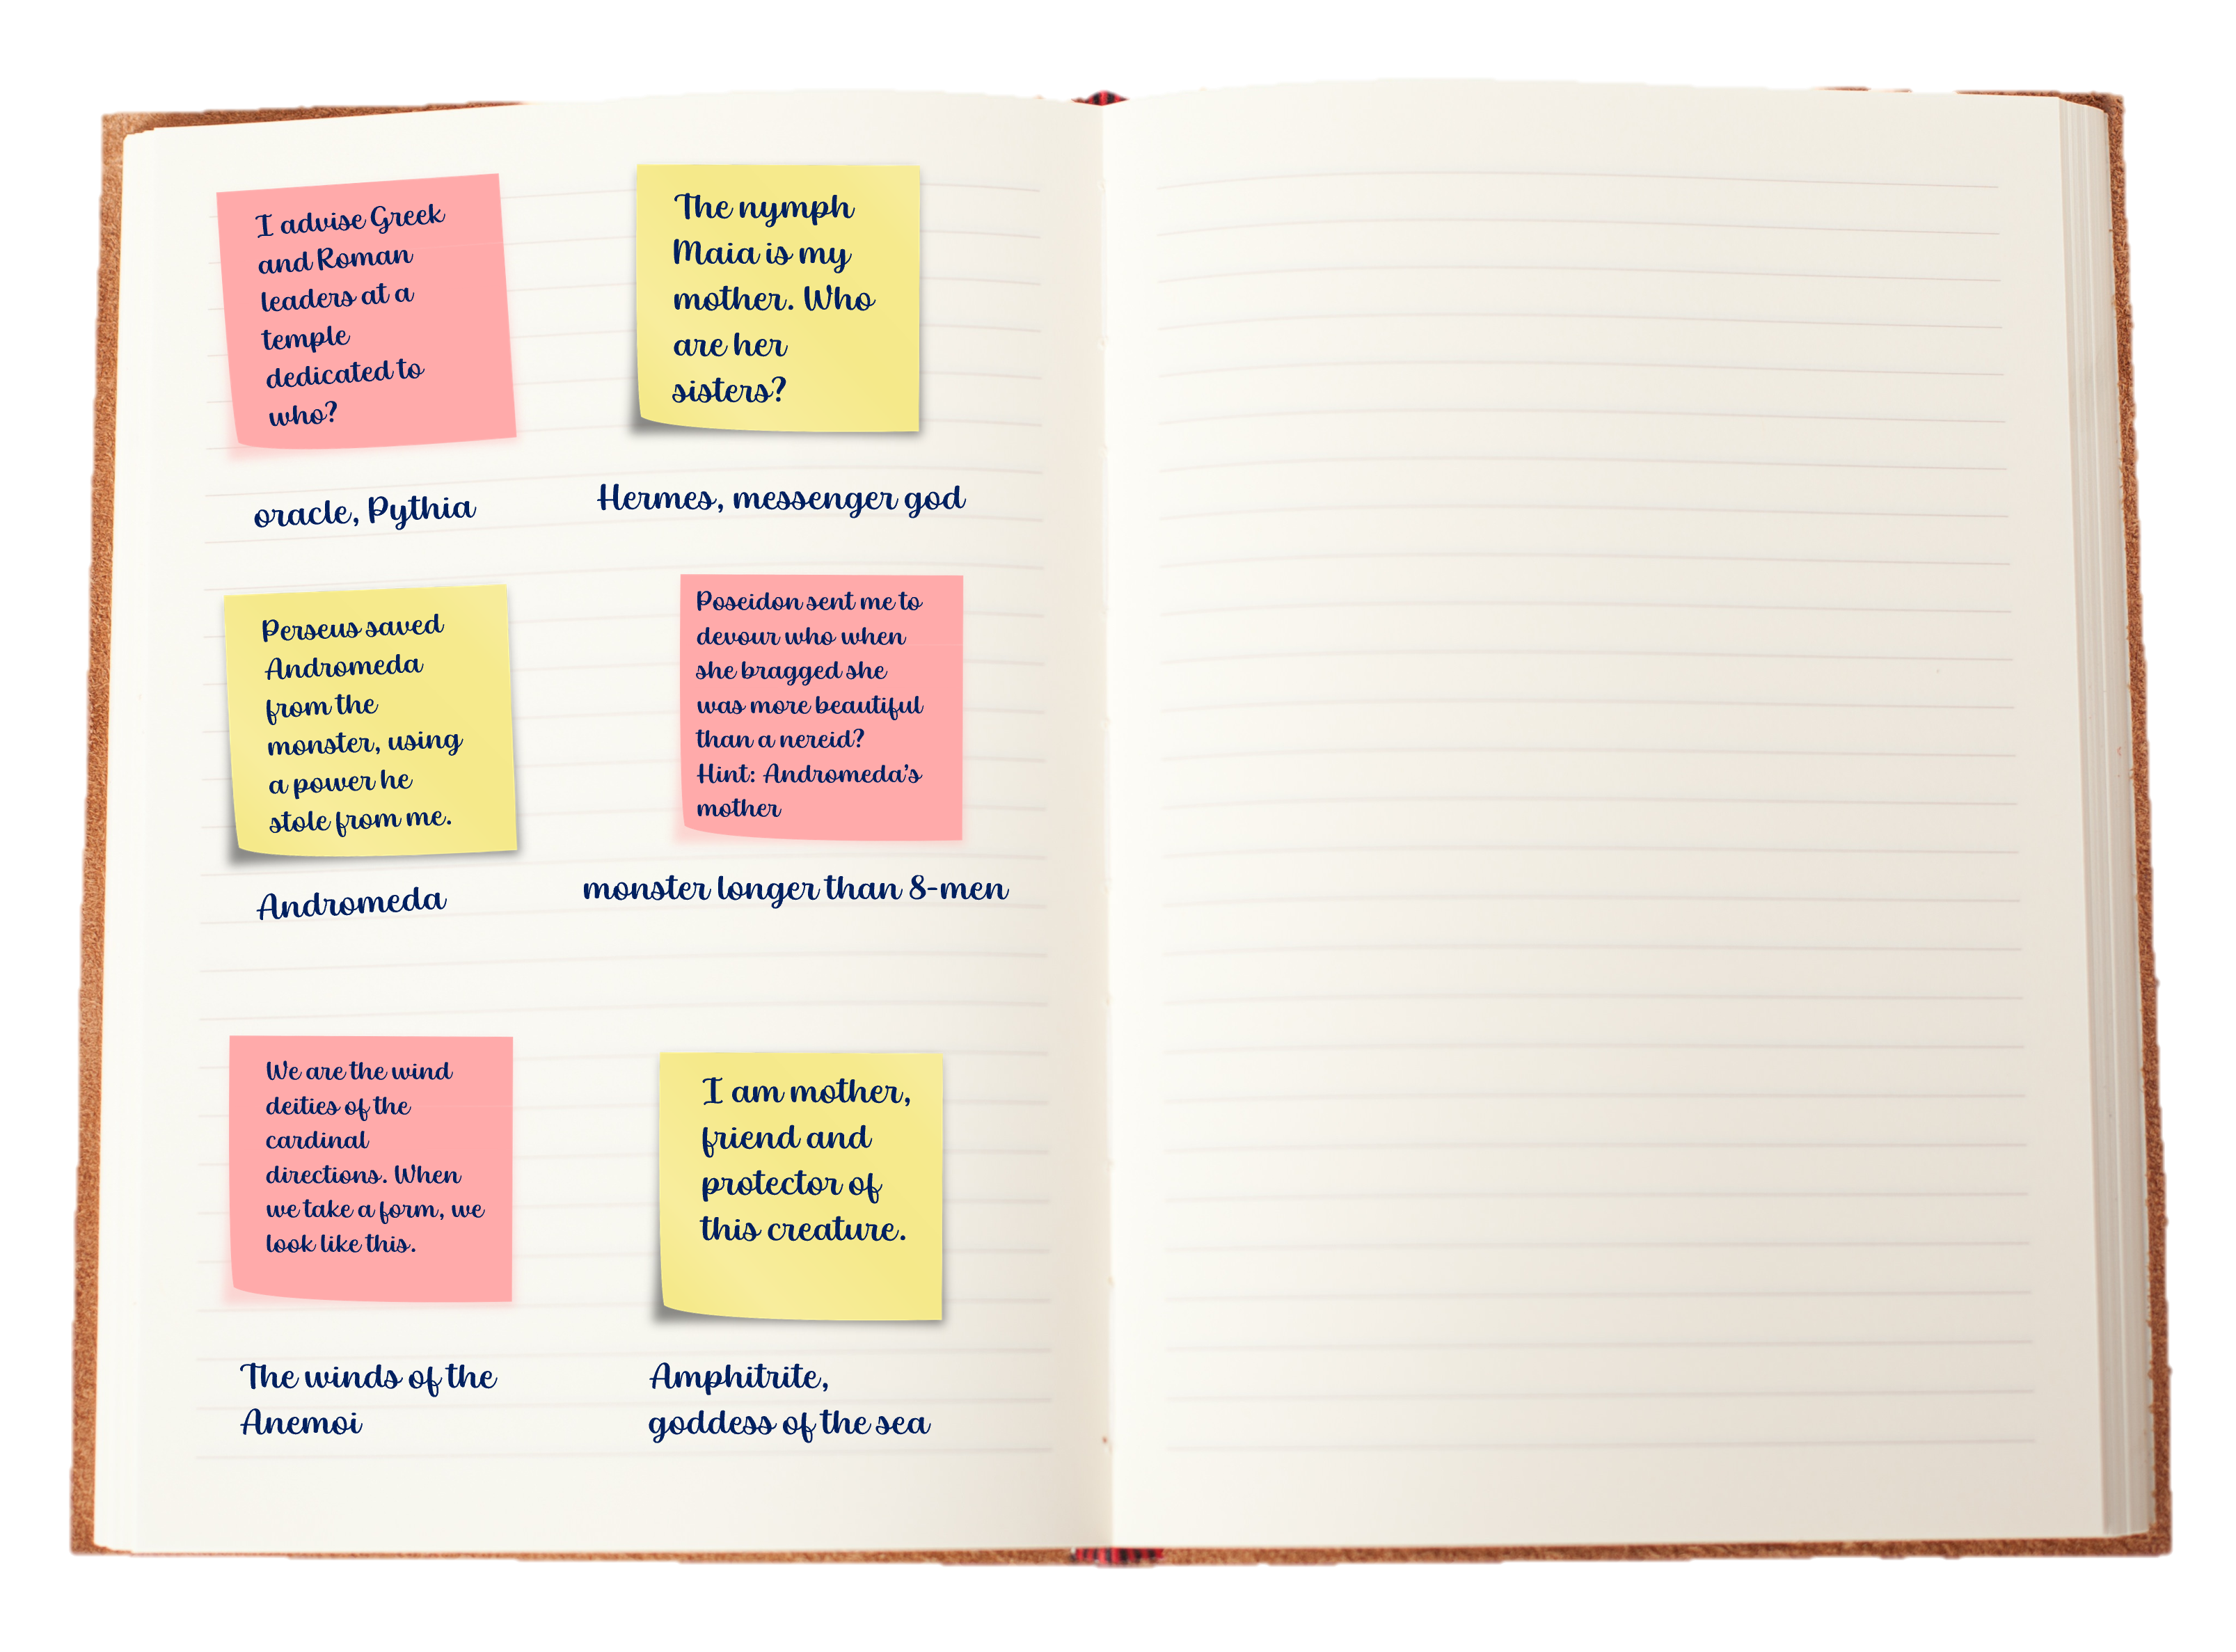 I advise Greek
and Roman
leaders at a
temple
dedicated to
who?
oracle, Pythia
The nymph
Maia is my
mother. Who
are her
sisters?
Hermes, messenger god
Perseus saved
Andromeda
from the
monster, using
a power he
stole from me.
Andromeda
Poseidon sent me to
devour who when
she bragged she
was more beautiful
than a nereid?
Hint: Andromeda's
mother
monster longer than 8-men
We are the wind
deities of the
cardinal
directions. When
we take a form, we
look like this.
The winds of the
Anemoi
I am mother,
friend and
protector of
this creature.
Amphitrite,
goddess of the sea